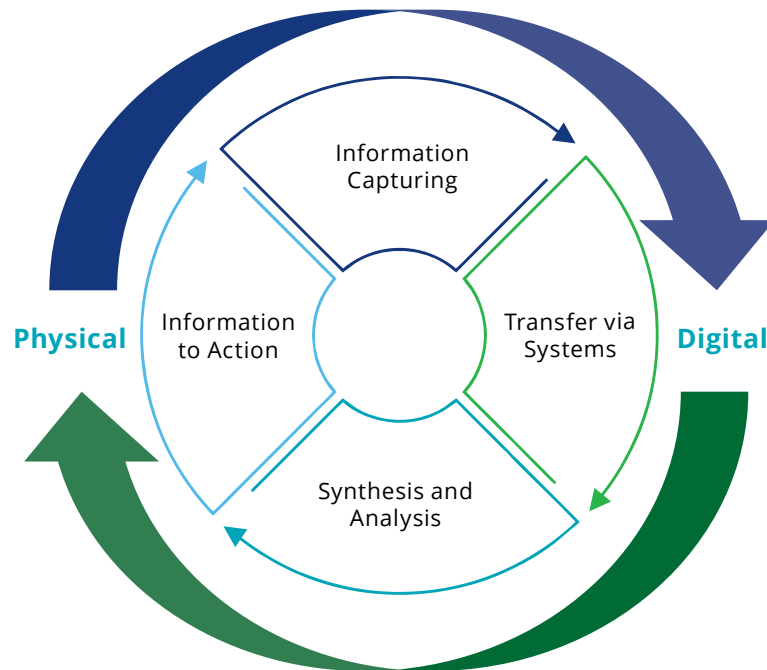 Information
Capturing
Physical
Information
to Action
Transfer via
Systems
Digital
Synthesis and
Analysis